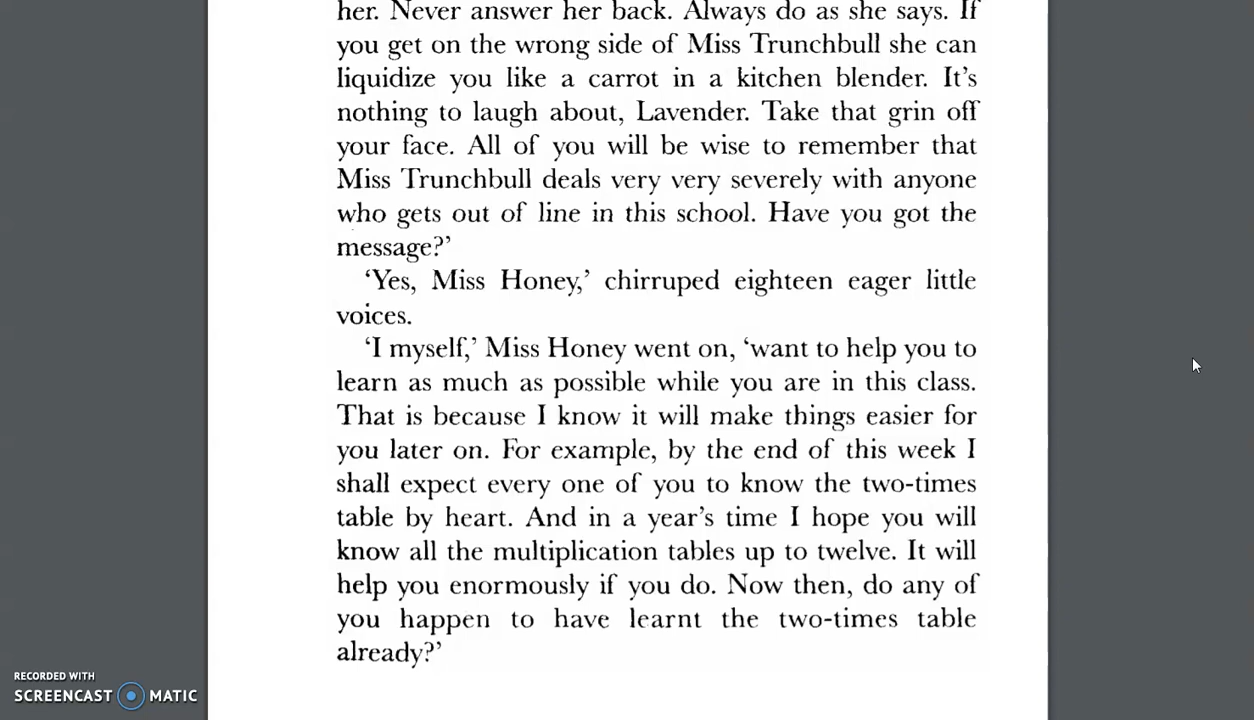 her. Never answer her back. Always do as she says. If
you get on the wrong side of Miss Trunchbull she can
liquidize you like a carrot in a kitchen blender. It’s
nothing to laugh about, Lavender. Take that grin off
your face. All of you will be wise to remember that
Miss Trunchbull deals very very severely with anyone
who gets out of line in this school. Have you got the
message?’
‘Yes, Miss Honey,’ chirruped eighteen eager little
voices.
‘I myself,’ Miss Honey went on, ‘want to help you to
learn as much as possible while you are in this class.
That is because I know it will make things easier for
you later on. For example, by the end of this week I
shall expect every one of you to know the two-times
table by heart. And in a year’s time I hope you will
know all the multiplication tables up to twelve. It will
help you enormously if you do. Now then, do any of
you happen to have learnt the two-times table
already?’
RECORDED WITH
SCREENCAST MATIC